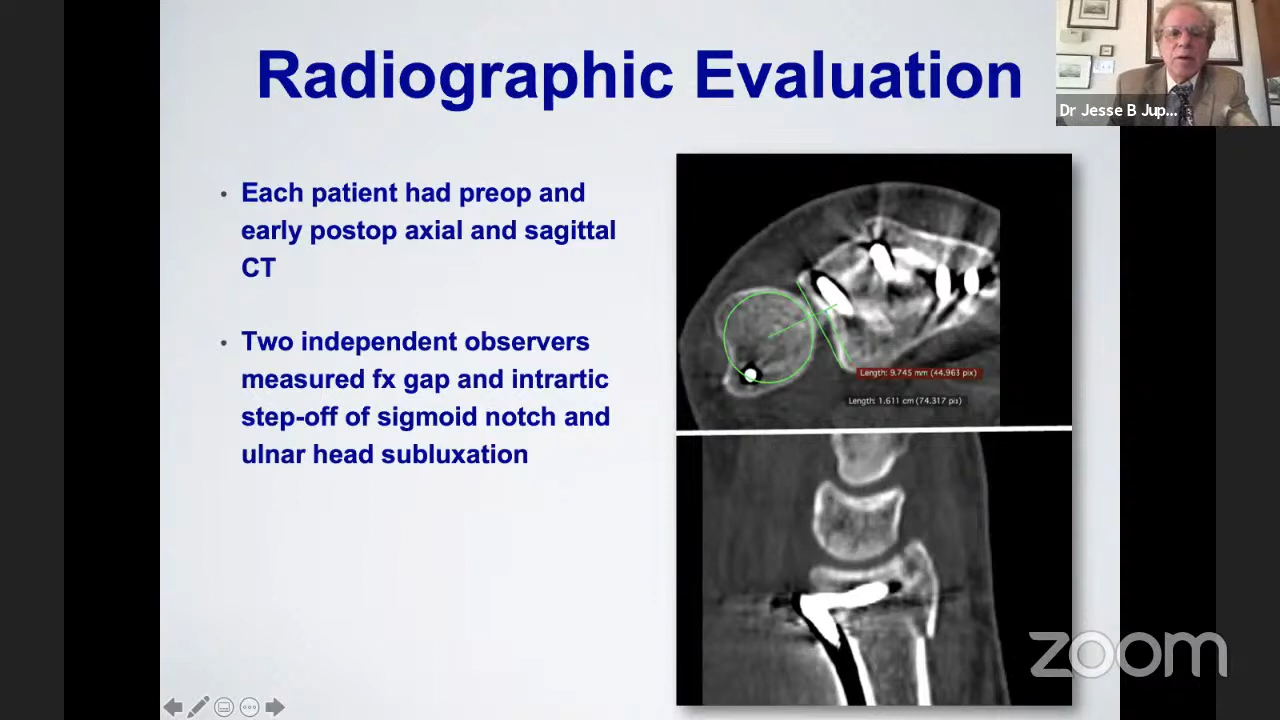 Radiographic Evaluation
Dr Jesse B Jup...
• Each patient had preop and
early postop axial and sagittal
CT
• Two independent observers
measured fx gap and intrartic
step-off of sigmoid notch and
ulnar head subluxation
Length: 9.745 mm (44.963 pix)
Length: 1.611 cm (74.317 pix)
zoom